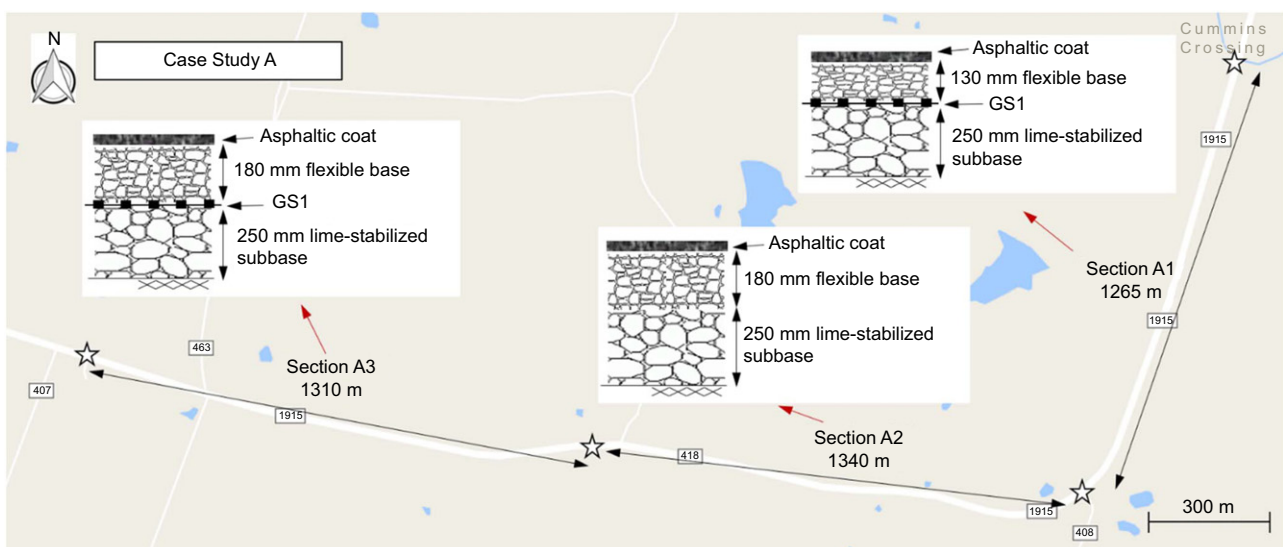 N
Case Study A
Cummins
Crossing
Asphaltic coat
130 mm flexible base
GS1
250 mm lime-stabilized
subbase
1915
Asphaltic coat
180 mm flexible base
GS1
250 mm lime-stabilized
subbase
Asphaltic coat
180 mm flexible base
250 mm lime-stabilized
subbase
Section A1
1265 m
1915
463
Section A3
1310 m
407
1915
Section A2
1340 m
418
1915
408
300 m